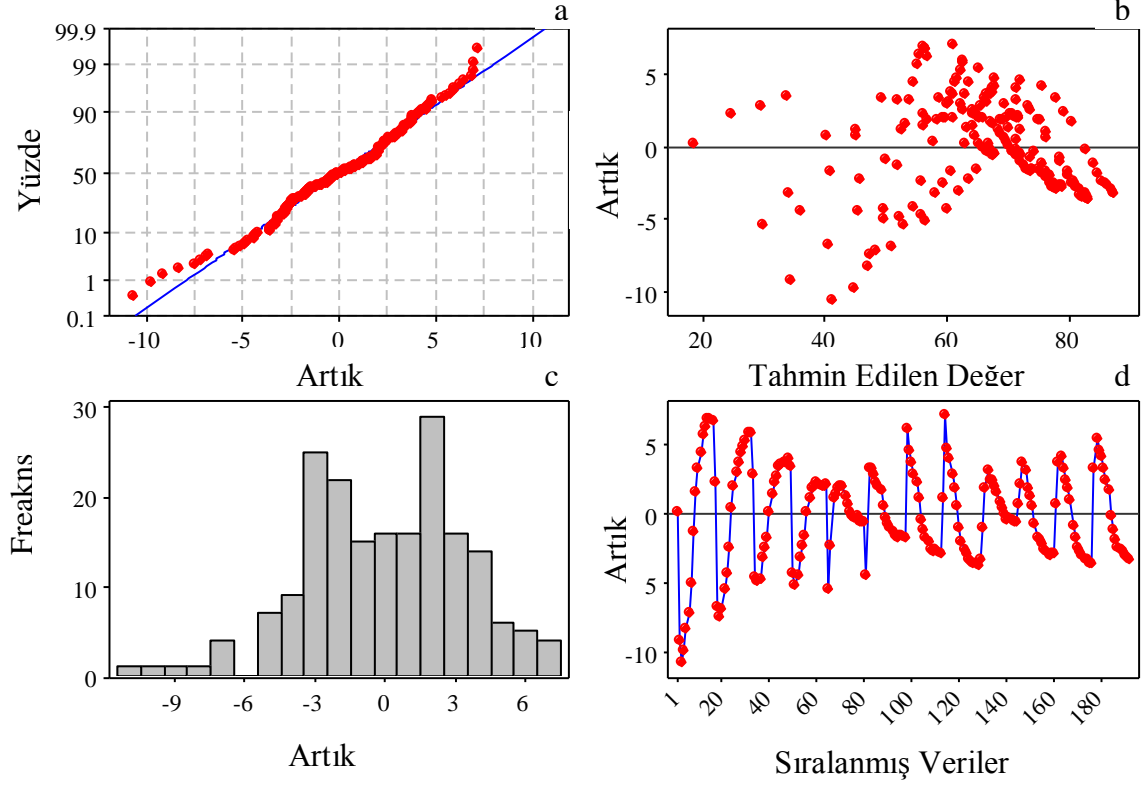 a
99.9
99
90
50
10
1
0.1
Yüzde
-10 -5 0 5 10
Artık
b
5
0
-5
-10
Artık
20 40 60 80
Tahmin Edilen Değer
c
30
20
10
0
Freakns
-9 -6 -3 0 3 6
Artık
d
5
0
5
-10
Artık
1 20 40 60 80 100 120 140 160 180
Sıralanmış Veriler